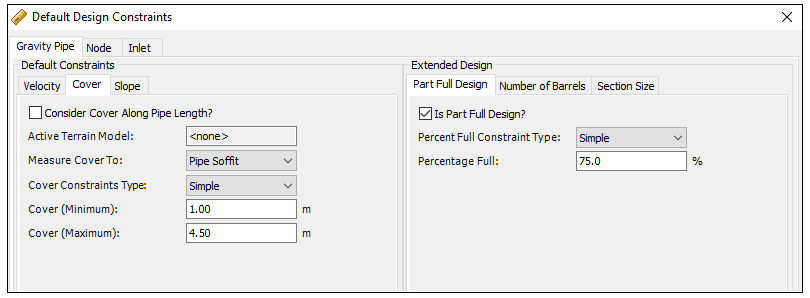 Default Design Constraints
Gravity Pipe Node Inlet
Default Constraints
Velocity Cover Slope
Consider Cover Along Pipe Length?
Active Terrain Model: <none>
Measure Cover To: Pipe Soffit
Cover Constraints Type: Simple
Cover (Minimum): 1.00 m
Cover (Maximum): 4.50 m
Extended Design
Part Full Design Number of Barrels Section Size
Is Part Full Design?
Percent Full Constraint Type: Simple
Percentage Full: 75.0 %